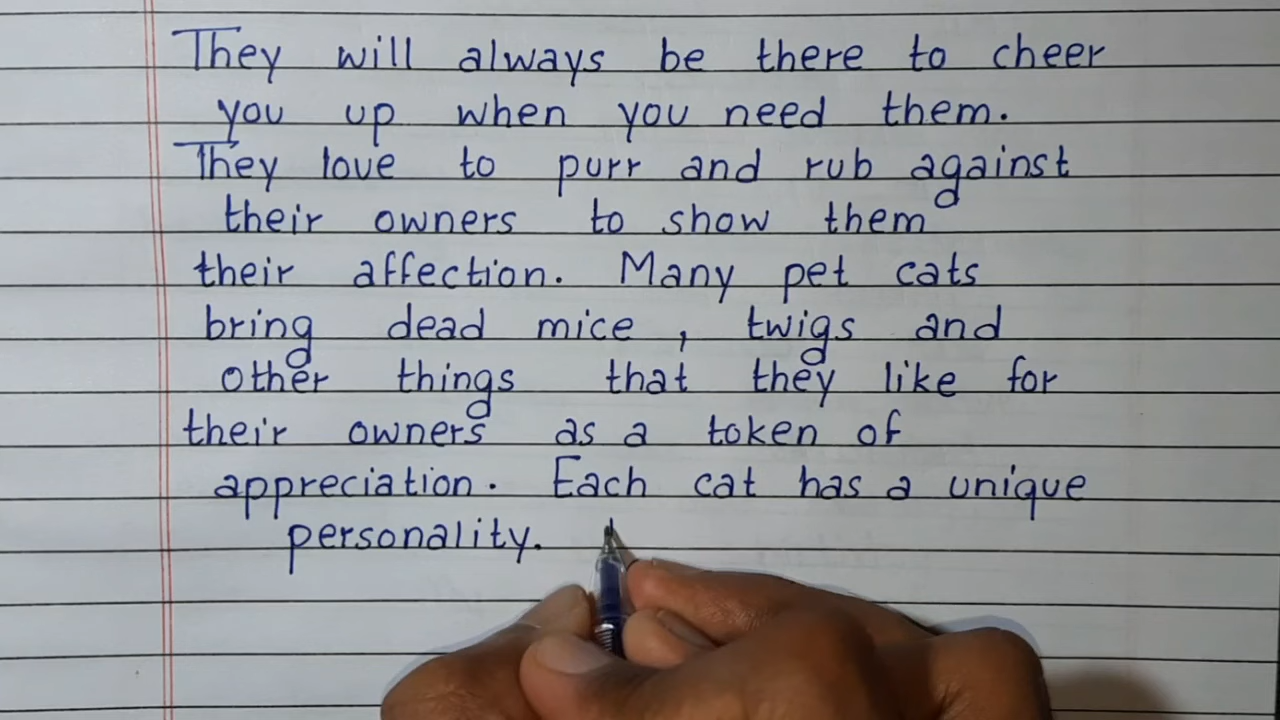 They will always be there to cheer
you up when you need them.
They love to purr and rub against
their owners to show them
their affection. Many pet cats
bring dead mice , twigs and
other things that they like for
their owners as a token of
appreciation. Each cat has a unique
personality.